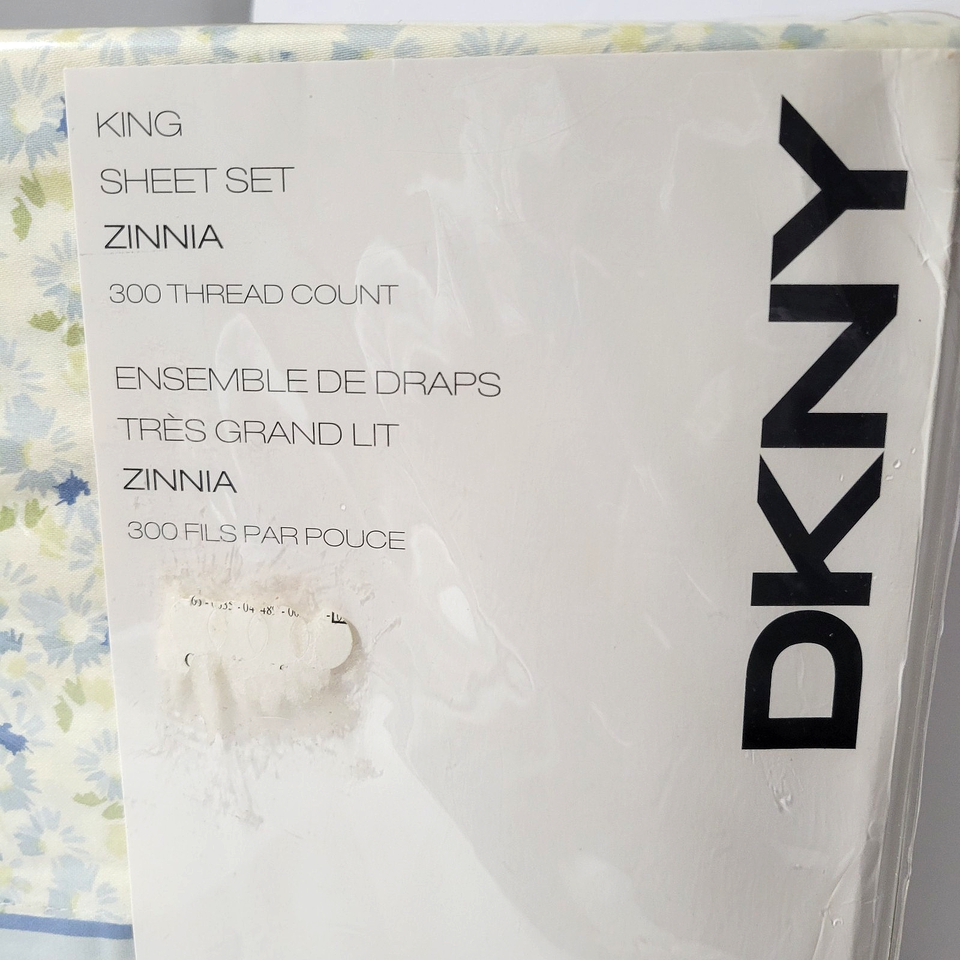 KING
SHEET SET
ZINNIA
300 THREAD COUNT
ENSEMBLE DE DRAPS
TRÈS GRAND LIT
ZINNIA
300 FILS PAR POUCE
DKNY